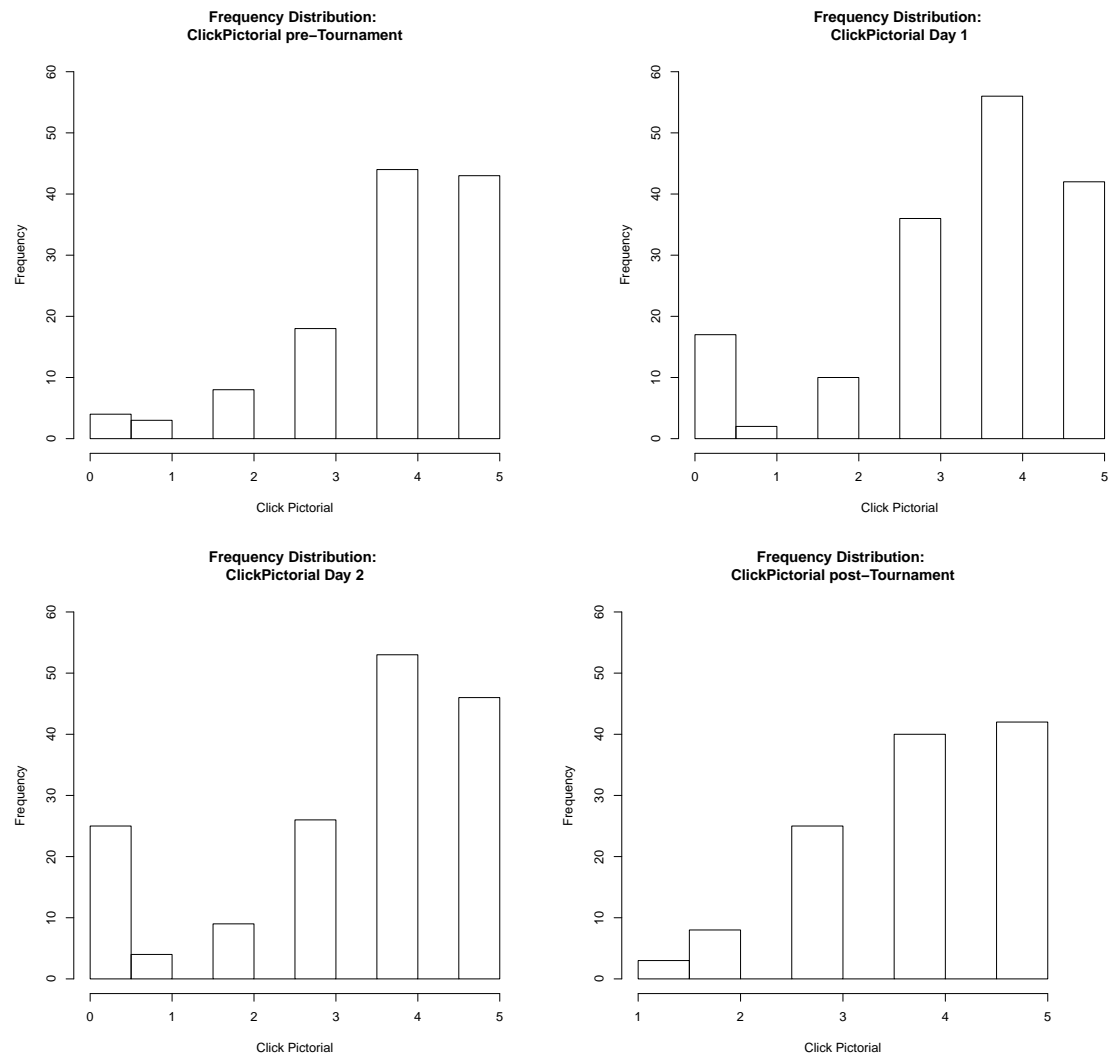 Frequency Distribution:
ClickPictorial pre−Tournament
Frequency
60
50
40
30
20
10
0
0 1 2 3 4 5
Click Pictorial
Frequency Distribution:
ClickPictorial Day 1
Frequency
60
50
40
30
20
10
0
0 1 2 3 4 5
Click Pictorial
Frequency Distribution:
ClickPictorial Day 2
Frequency
60
50
40
30
20
10
0
0 1 2 3 4 5
Click Pictorial
Frequency Distribution:
ClickPictorial post−Tournament
Frequency
60
50
40
30
20
10
0
1 2 3 4 5
Click Pictorial